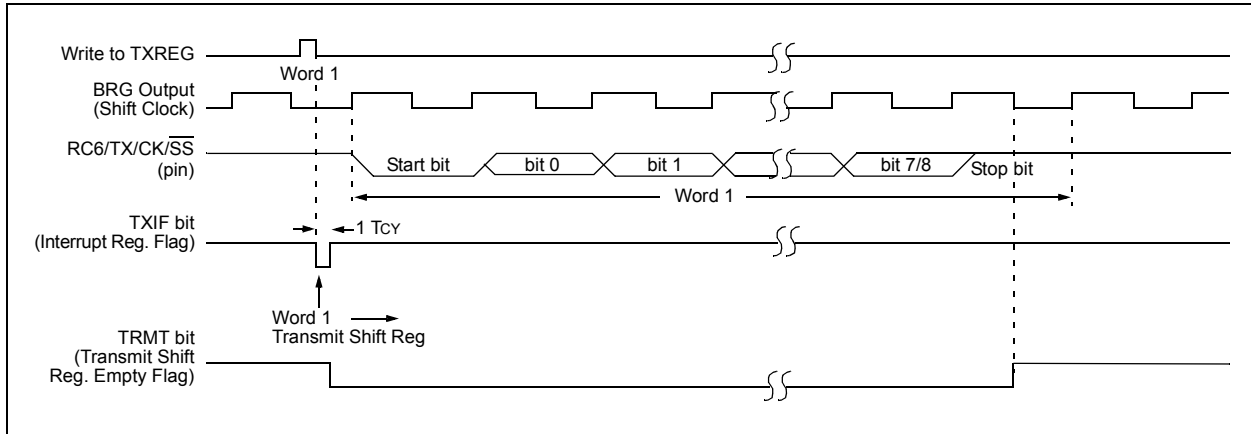 Write to TXREG
Word 1
BRG Output
(Shift Clock)
RC6/TX/CK/SS
(pin)
Start bit
bit 0
bit 1
bit 7/8
Stop bit
Word 1
TXIF bit
(Interrupt Reg. Flag)
1 TCY
Word 1
Transmit Shift Reg
TRMT bit
(Transmit Shift
Reg. Empty Flag)